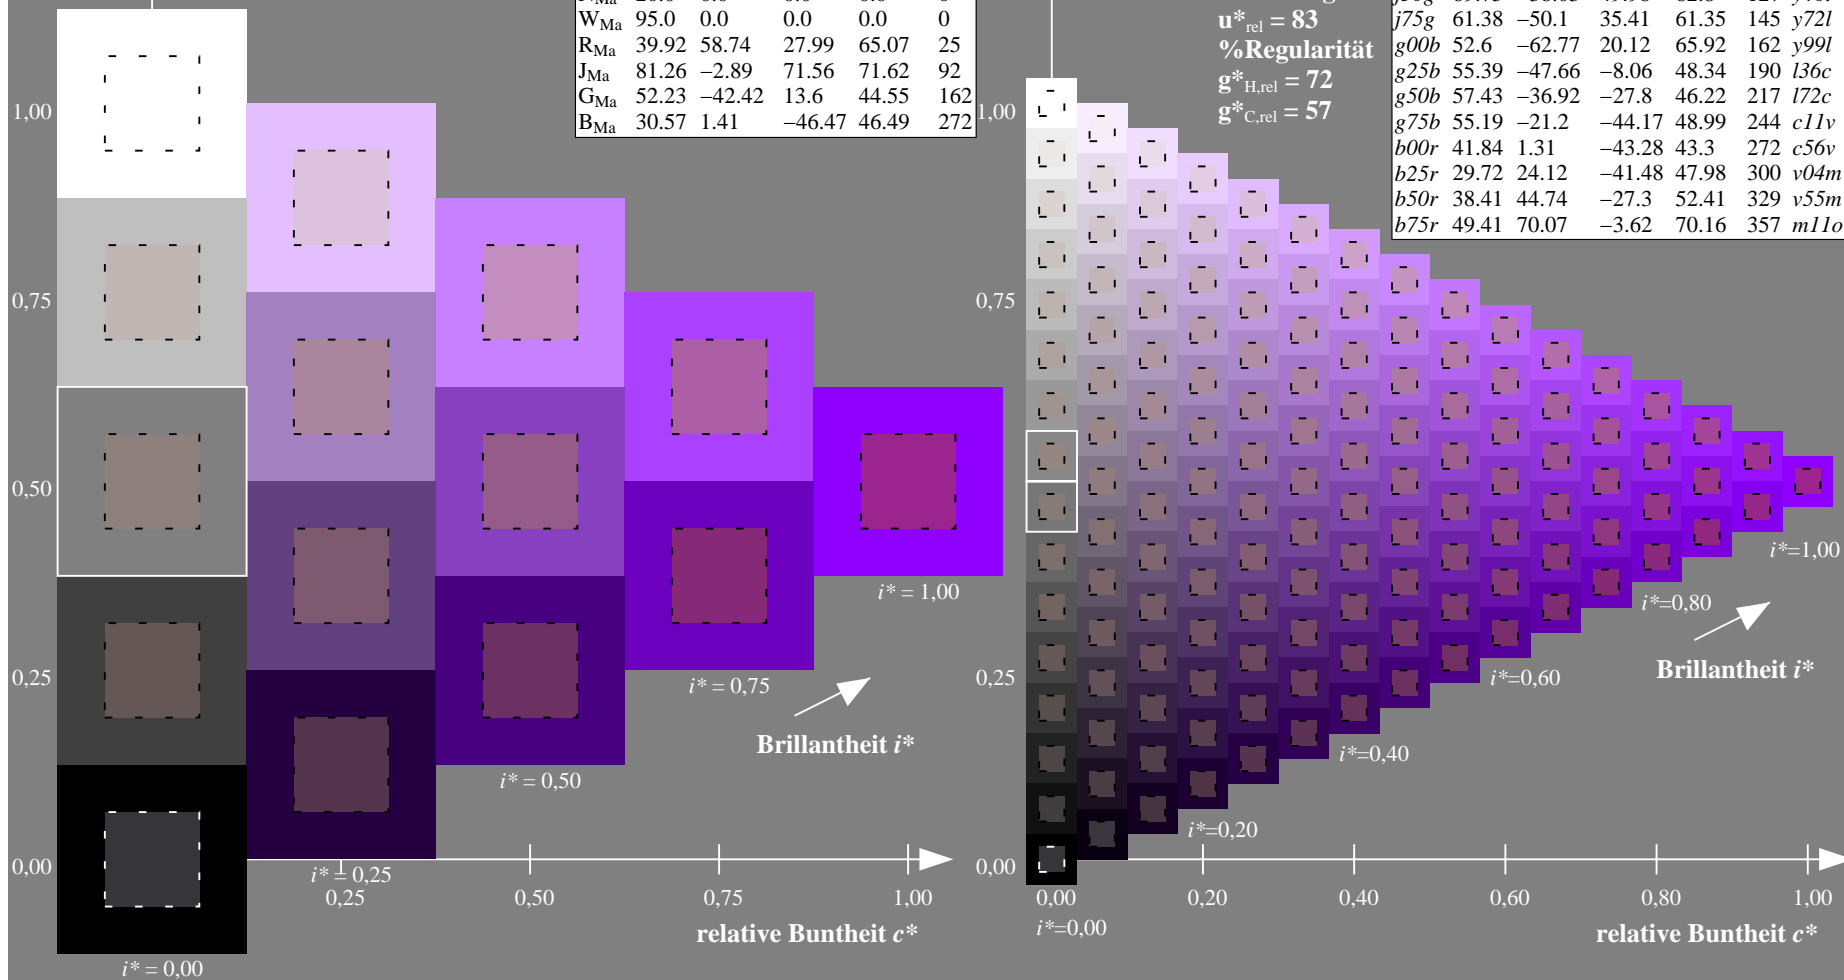 W_Ma 95.0 0.0 0.0 0.0 0
R_Ma 39.92 58.74 27.99 65.07 25
J_Ma 81.26 −2.89 71.56 71.62 92
G_Ma 52.23 −42.42 13.6 44.55 162
B_Ma 30.57 1.41 −46.47 46.49 272
u*_rel = 83
%Regularität
g*_H,rel = 72
g*_C,rel = 57
j75g 61.38 −50.1 35.41 61.35 145 y72l
g00b 52.6 −62.77 20.12 65.92 162 y99l
g25b 55.39 −47.66 −8.06 48.34 190 l36c
g50b 57.43 −36.92 −27.8 46.22 217 l72c
g75b 55.19 −21.2 −44.17 48.99 244 c11v
b00r 41.84 1.31 −43.28 43.3 272 c56v
b25r 29.72 24.12 −41.48 47.98 300 v04m
b50r 38.41 44.74 −27.3 52.41 329 v55m
b75r 49.41 70.07 −3.62 70.16 357 m11o
1,00
0,75
0,50
0,25
0,00
i* = 1,00
i* = 0,75
Brillantheit i*
i* = 0,50
i* = 0,25
0,25 0,50 0,75 1,00
relative Buntheit c*
i* = 0,00
1,00
0,75
0,50
0,25
0,00
i*=1,00
i*=0,80
Brillantheit i*
i*=0,60
i*=0,40
i*=0,20
0,00 0,20 0,40 0,60 0,80 1,00
i*=0,00
relative Buntheit c*